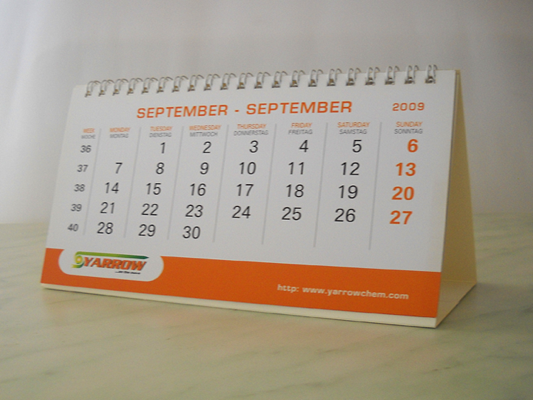 SEPTEMBER - SEPTEMBER 2009
WEEK MONDAY TUESDAY WEDNESDAY THURSDAY FRIDAY SATURDAY SUNDAY
WOCHE MONTAG DIENSTAG MITTWOCH DONNERSTAG FREITAG SAMSTAG SONNTAG
36 1 2 3 4 5 6
37 7 8 9 10 11 12 13
38 14 15 16 17 18 19 20
39 21 22 23 24 25 26 27
40 28 29 30
YARROW
http: www.yarrowchem.com